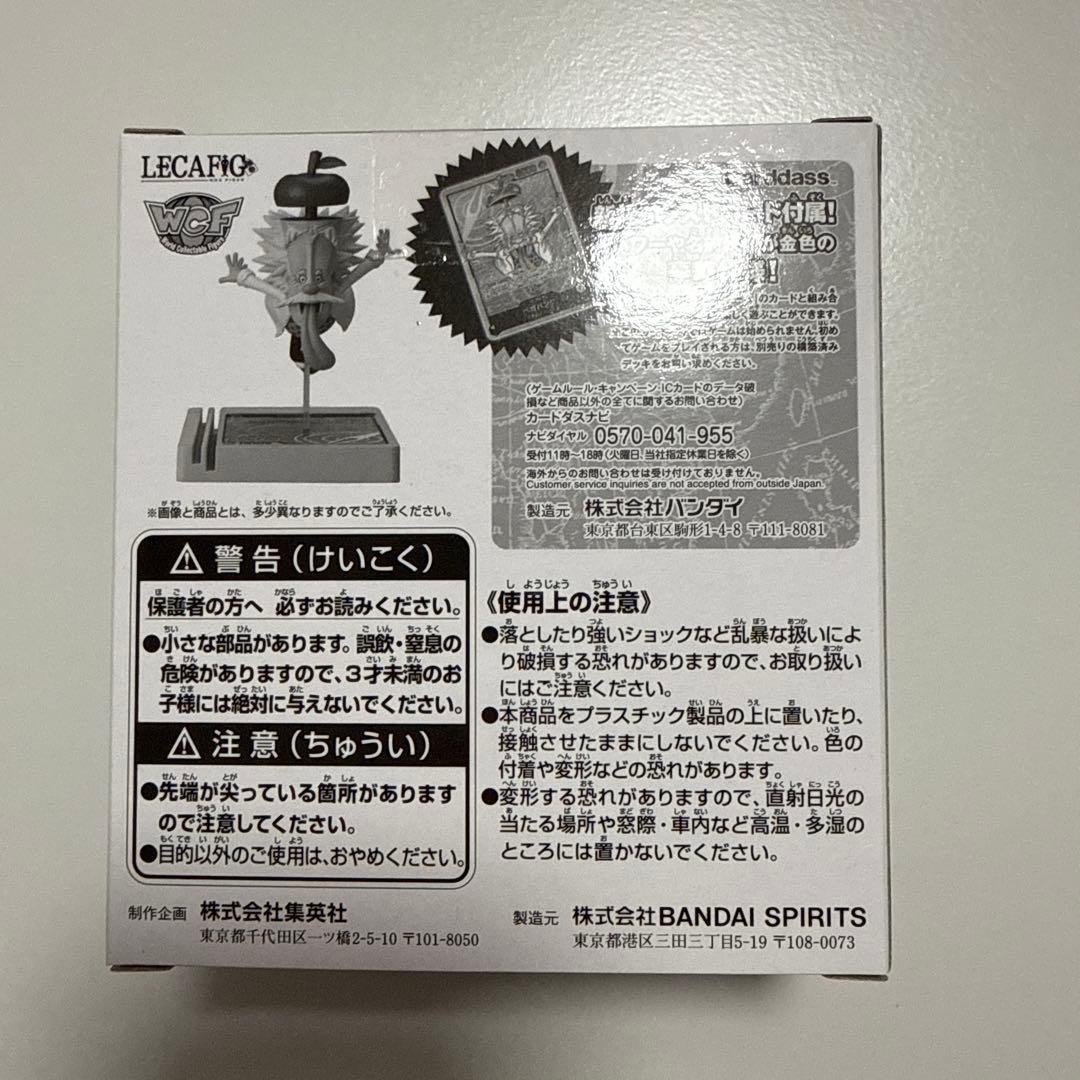 LECAFIG
ONE PIECE
WCF
World Collectable Figure
※画像と商品とは、多少異なりますのでご了承ください。
Carddass
ド付属!
が金色の
!
のカードと組み合
しく遊ぶことができます。
ゲームは始められません。初め
てゲームをプレイされる方は、別売りの構築済み
デッキをお買い求めください。
(ゲームルール・キャンペーン・ICカードのデータ破
損など商品以外の全てに関するお問い合わせ)
カードダスナビ
ナビダイヤル 0570-041-955
受付11時~18時(火曜日、当社指定休業日を除く)
海外からのお問い合わせは受け付けておりません。
Customer service inquiries are not accepted from outside Japan.
製造元 株式会社バンダイ
東京都台東区駒形1-4-8 〒111-8081
⚠ 警告(けいこく)
保護者の方へ 必ずお読みください。
●小さな部品があります。誤飲・窒息の
危険がありますので、3才未満のお
子様には絶対に与えないでください。
⚠ 注意(ちゅうい)
●先端が尖っている箇所があります
ので注意してください。
●目的以外のご使用は、おやめください。
《使用上の注意》
●落としたり強いショックなど乱暴な扱いによ
り破損する恐れがありますので、お取り扱い
にはご注意ください。
●本商品をプラスチック製品の上に置いたり、
接触させたままにしないでください。色の
付着や変形などの恐れがあります。
●変形する恐れがありますので、直射日光の
当たる場所や窓際・車内など高温・多湿の
ところには置かないでください。
制作企画 株式会社集英社
東京都千代田区一ツ橋2-5-10 〒101-8050
製造元 株式会社BANDAI SPIRITS
東京都港区三田三丁目5-19 〒108-0073